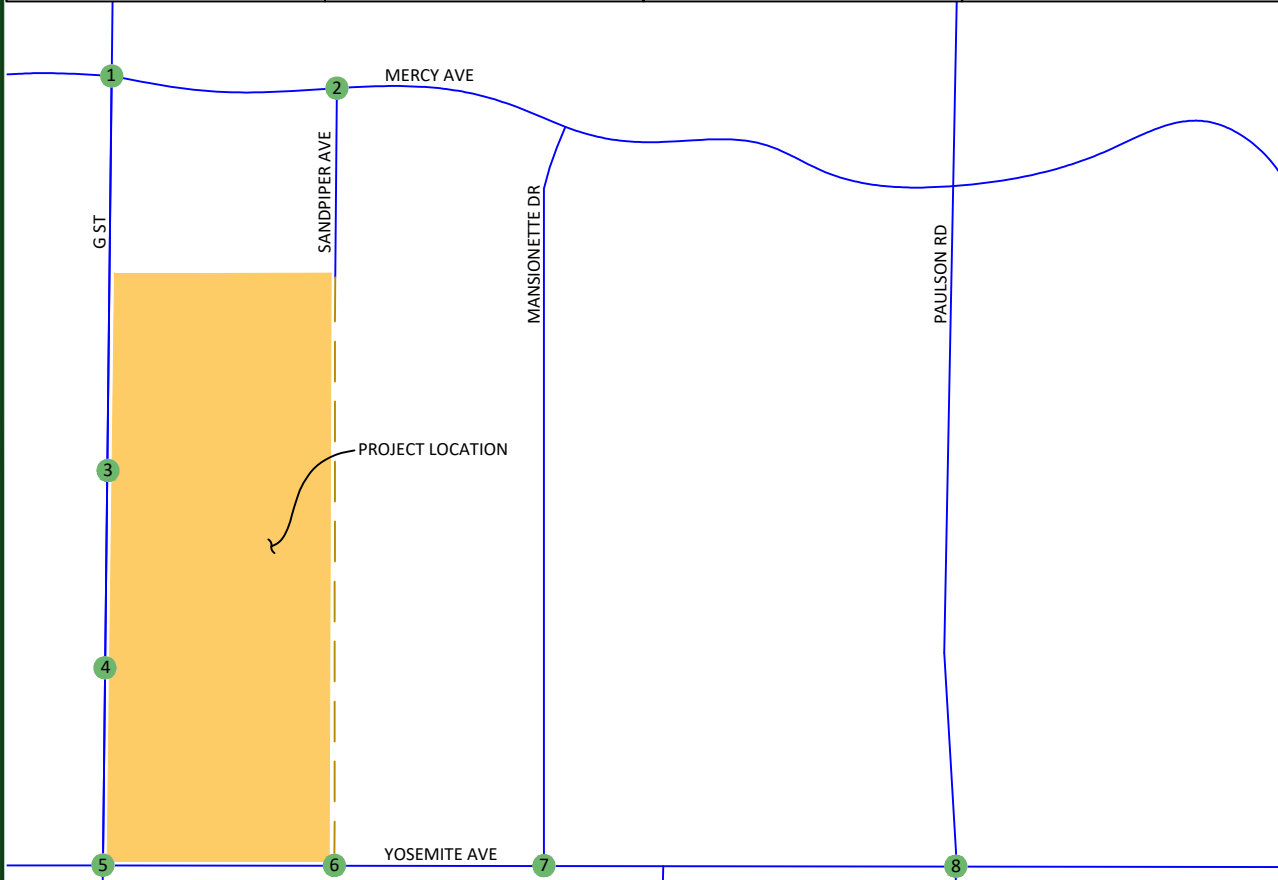 1
2
MERCY AVE
G ST
SANDPIPER AVE
MANSIONETTE DR
PAULSON RD
3
PROJECT LOCATION
4
5
6
YOSEMITE AVE
7
8